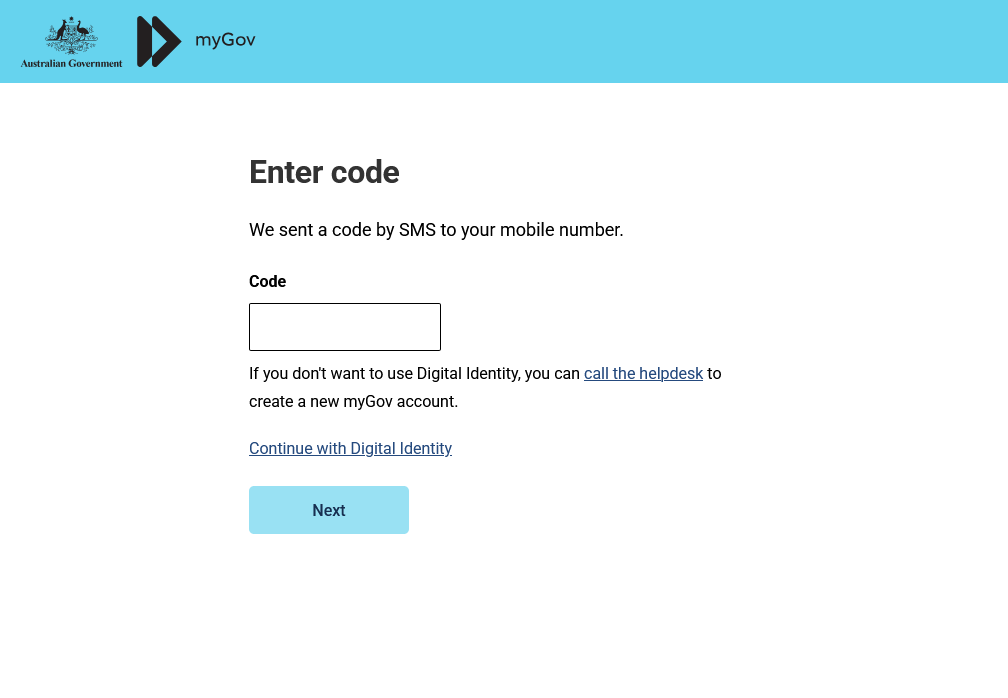 Australian Government
myGov
Enter code
We sent a code by SMS to your mobile number.
Code
If you don't want to use Digital Identity, you can call the helpdesk to
create a new myGov account.
Continue with Digital Identity
Next